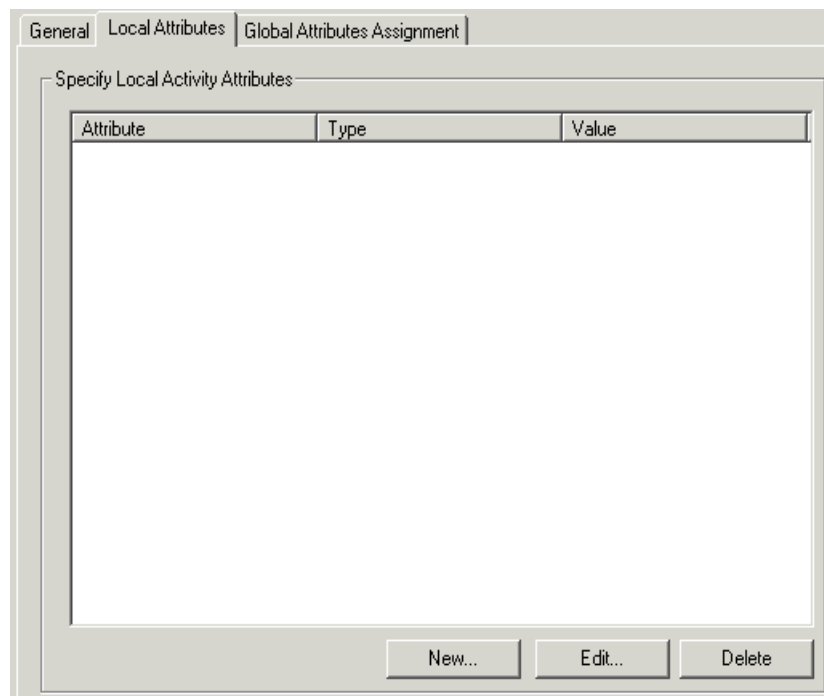 General Local Attributes Global Attributes Assignment
Specify Local Activity Attributes
Attribute Type Value
New... Edit... Delete